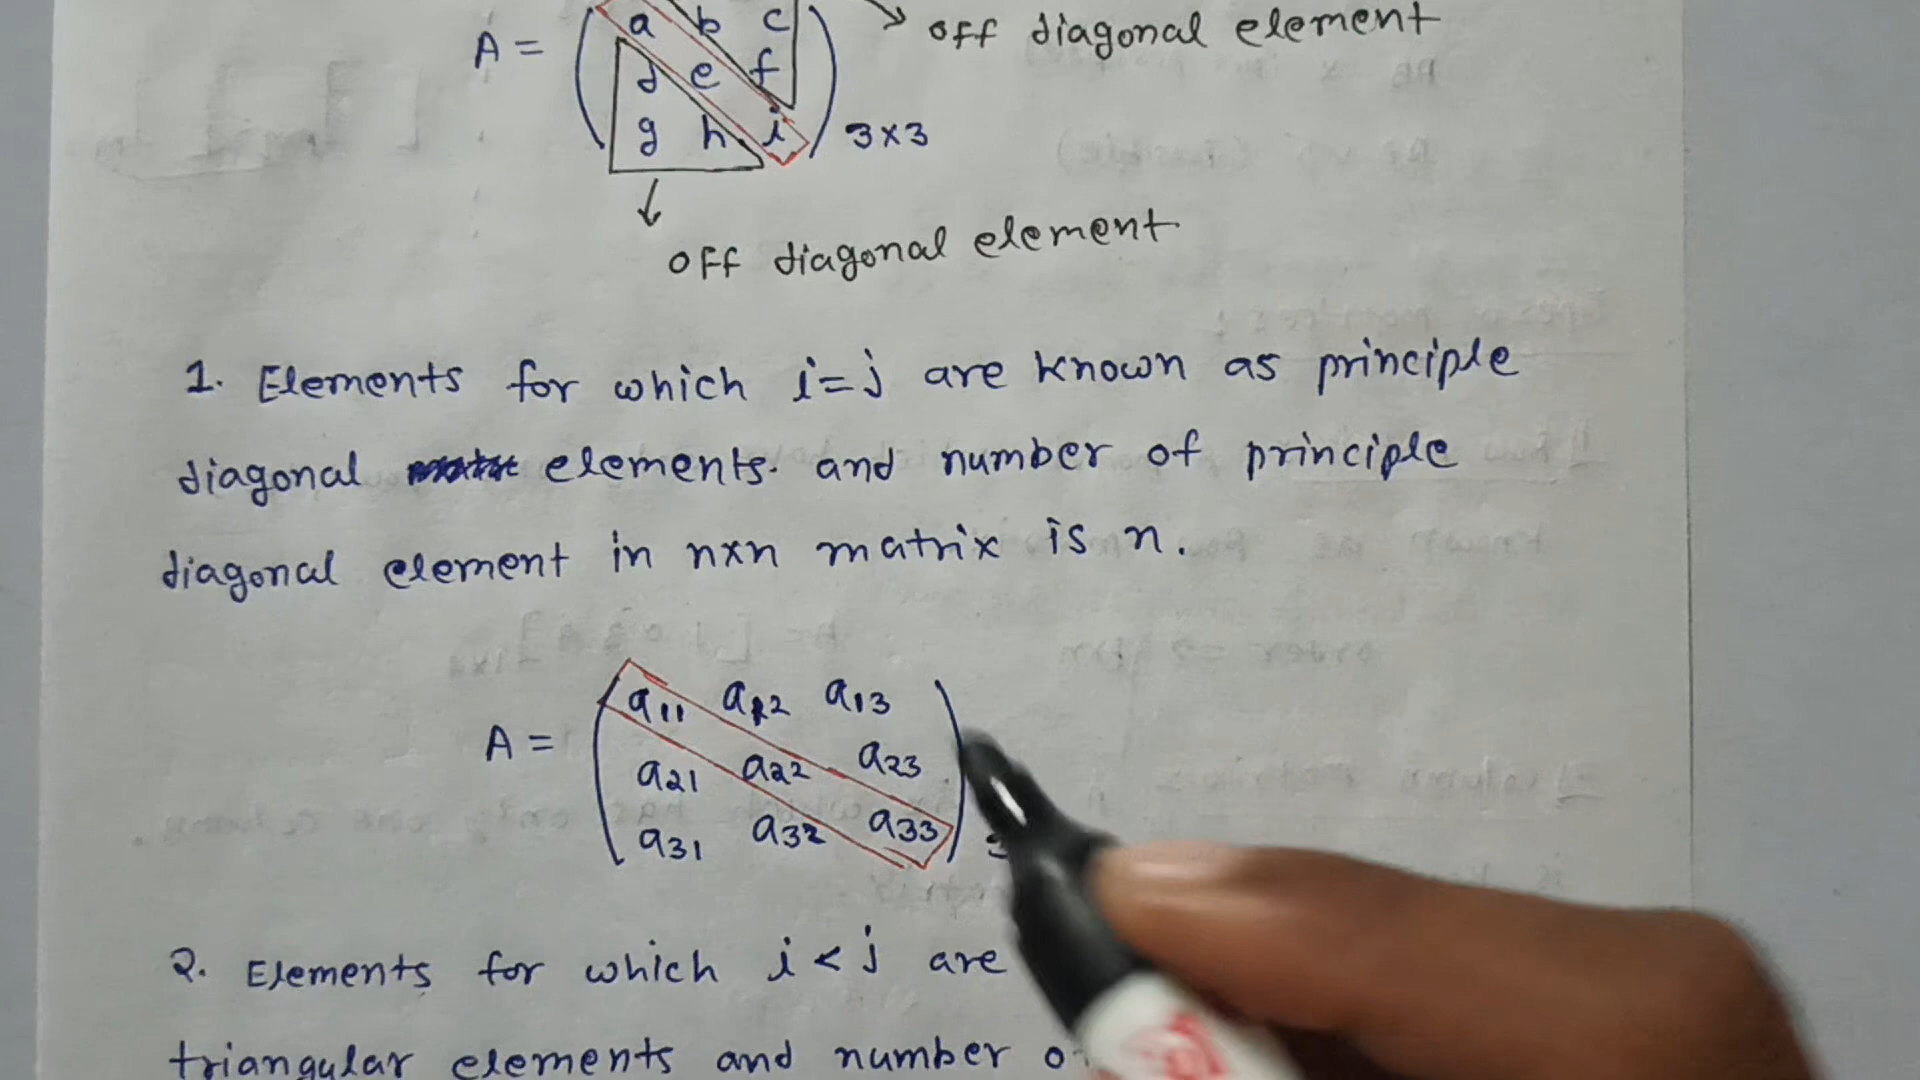 a b c
off diagonal element
A =
d e f
g h i
3×3
↓
off diagonal element
1. Elements for which i=j are known as principle
diagonal elements. and number of principle
diagonal element in n×n matrix is n.
a11 a12 a13
A = a21 a22 a23
a31 a32 a33
2. Elements for which i < j are
triangular elements and number